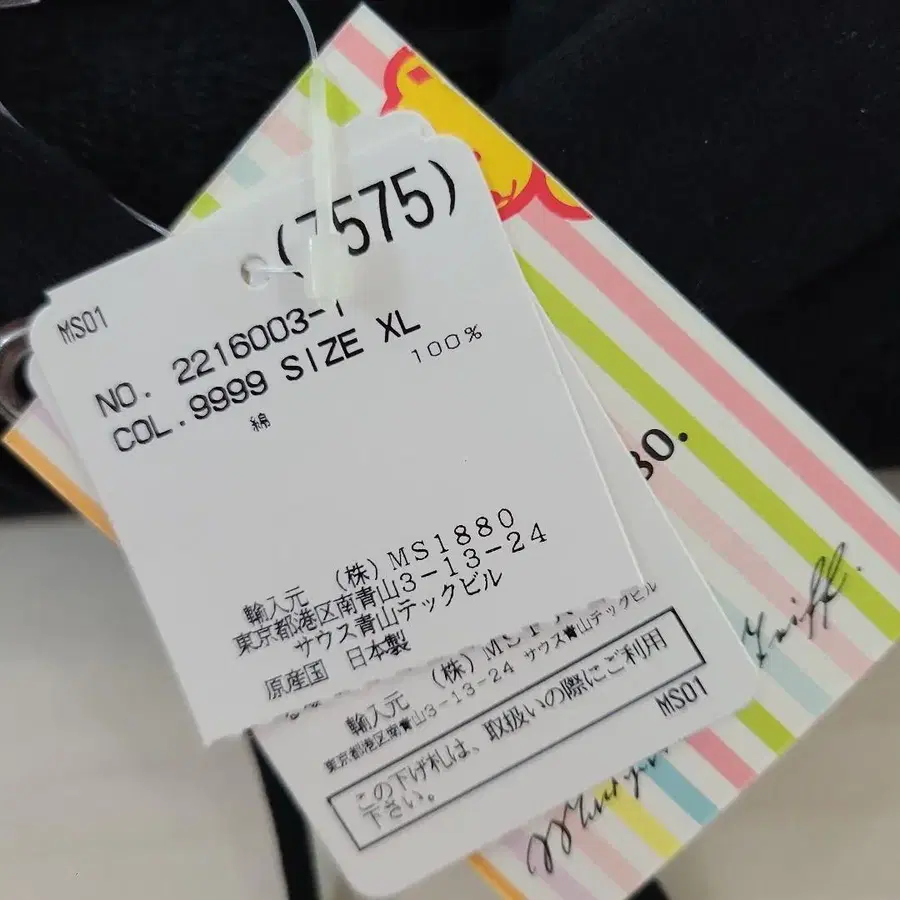 (7575)
MS01
NO. 2216003-1
COL.9999 SIZE XL
綿 100%
輸入元 (株)MS1880
東京都港区南青山3-13-24
サウス青山テックビル
原産国 日本製
輸入元 (株)
東京都港区南青山3-13-24 サウス青山テックビル
この下げ札は、取扱いの際にご利用
下さい。
MS01
80.